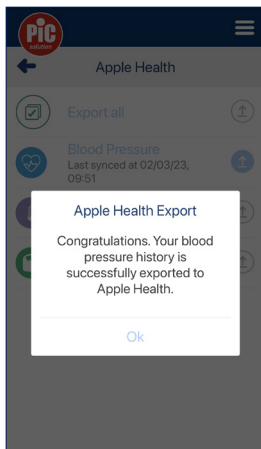 PiC
solution
Apple Health
Export all
Blood Pressure
Last synced at 02/03/23,
09:51
Apple Health Export
Congratulations. Your blood
pressure history is
successfully exported to
Apple Health.
Ok